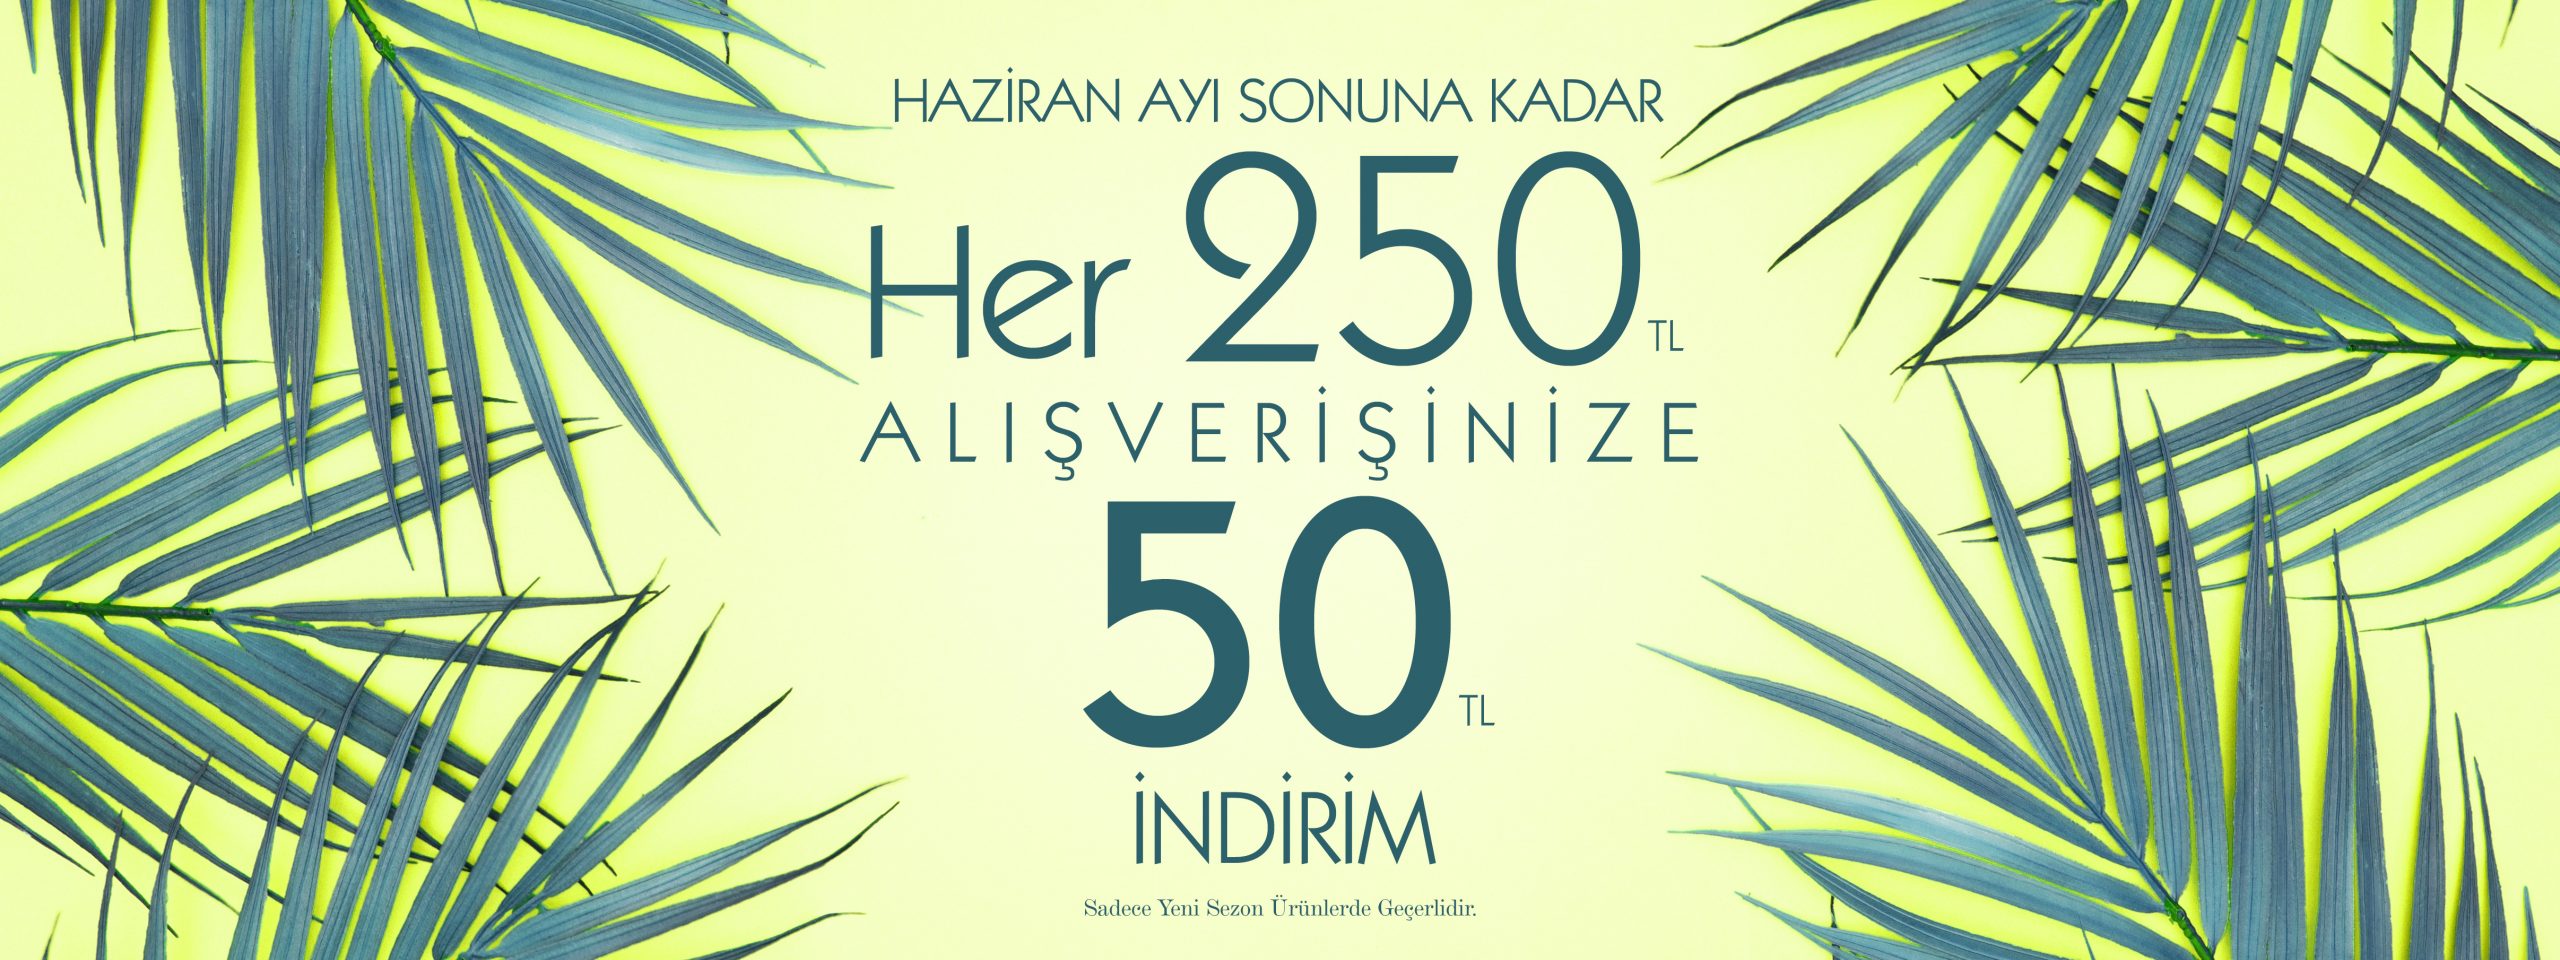 HAZİRAN AYI SONUNA KADAR
Her 250 TL
ALIŞVERİŞİNİZE
50 TL
İNDİRİM
Sadece Yeni Sezon Ürünlerde Geçerlidir.